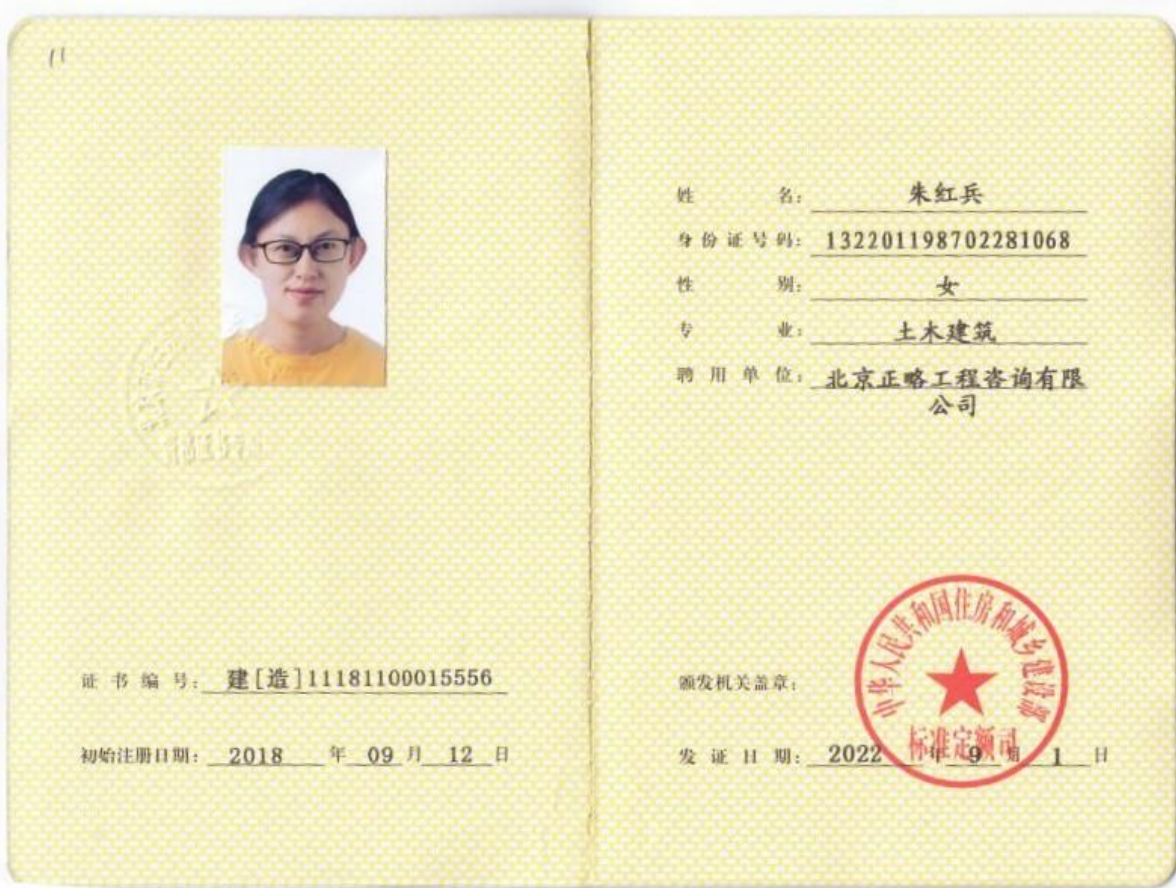 11
证书编号：建[造]11181100015556
初始注册日期：2018 年 09 月 12 日
姓名：朱红兵
身份证号码：132201198702281068
性别：女
专业：土木建筑
聘用单位：北京正略工程咨询有限
公司
颁发机关盖章：
中华人民共和国住房和城乡建设部
标准定额司
发证日期：2022 年 9 月 1 日